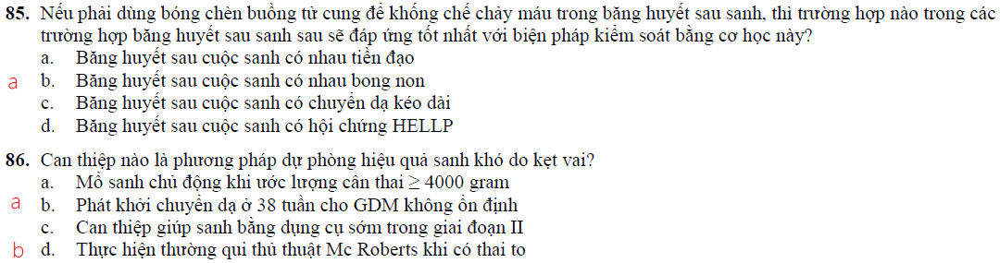 85. Nếu phải dùng bóng chèn buồng tử cung để khống chế chảy máu trong băng huyết sau sanh, thì trường hợp nào trong các
trường hợp băng huyết sau sanh sau sẽ đáp ứng tốt nhất với biện pháp kiểm soát bằng cơ học này?
a. Băng huyết sau cuộc sanh có nhau tiền đạo
a b. Băng huyết sau cuộc sanh có nhau bong non
c. Băng huyết sau cuộc sanh có chuyển dạ kéo dài
d. Băng huyết sau cuộc sanh có hội chứng HELLP
86. Can thiệp nào là phương pháp dự phòng hiệu quả sanh khó do kẹt vai?
a. Mổ sanh chủ động khi ước lượng cân thai ≥ 4000 gram
a b. Phát khởi chuyển dạ ở 38 tuần cho GDM không ổn định
c. Can thiệp giúp sanh bằng dụng cụ sớm trong giai đoạn II
b d. Thực hiện thường qui thủ thuật Mc Roberts khi có thai to